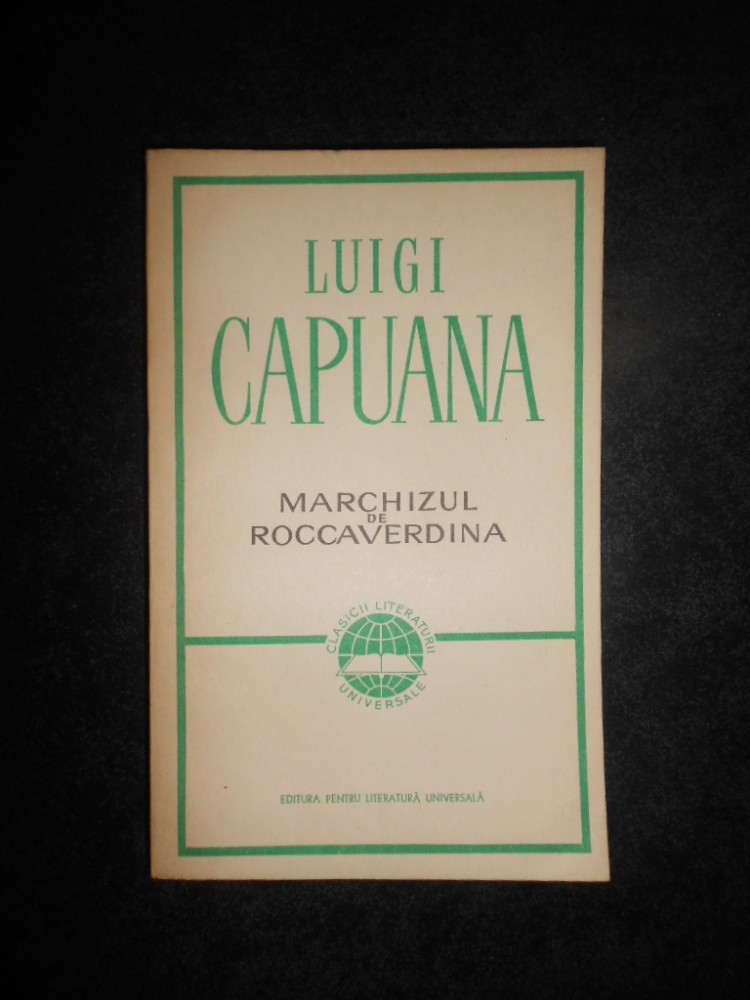 LUIGI
CAPUANA
MARCHIZUL
DE
ROCCAVERDINA
CLASICII LITERATURII
UNIVERSALE
EDITURA PENTRU LITERATURĂ UNIVERSALĂ